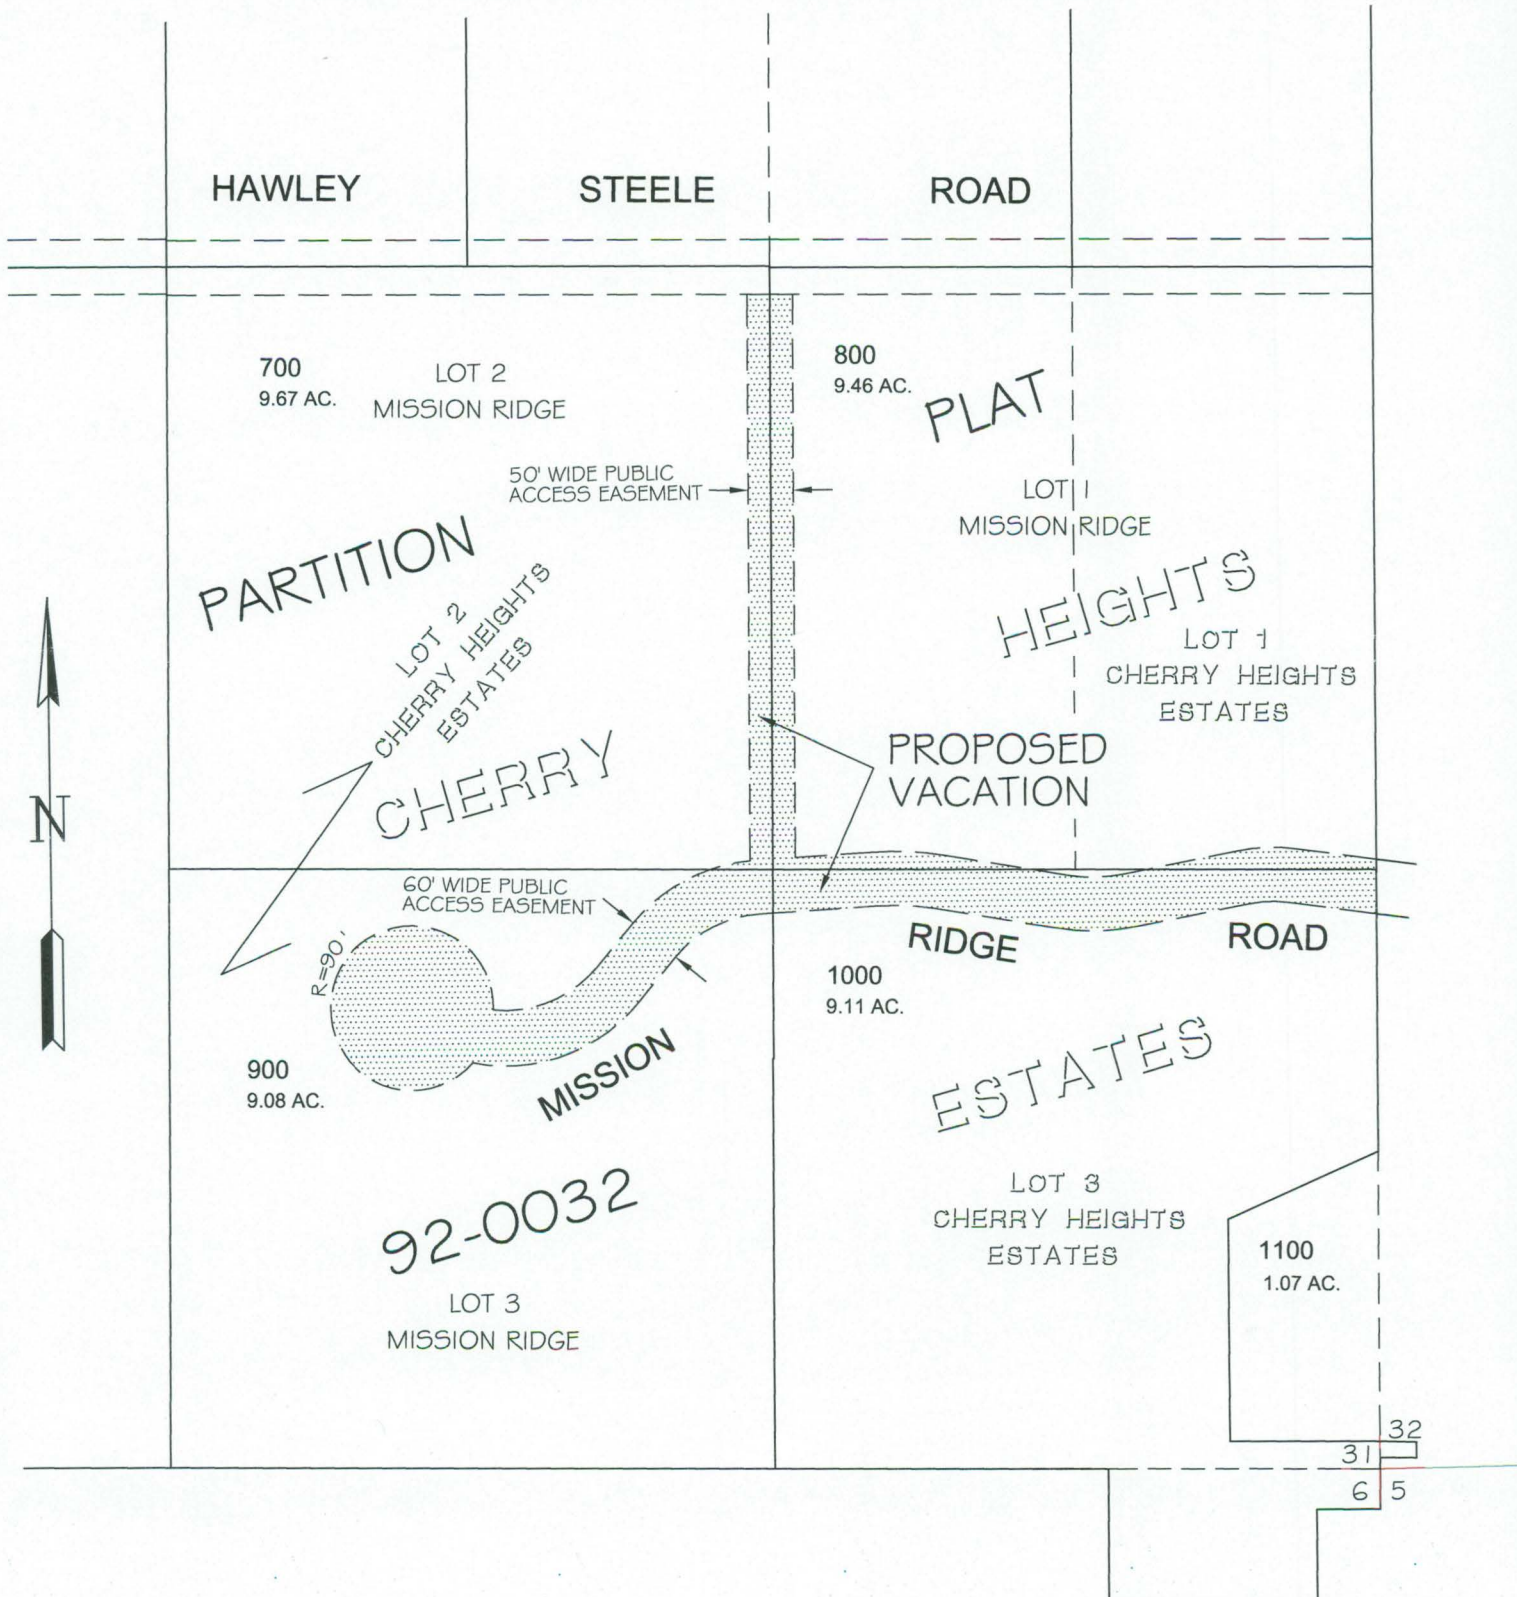 HAWLEY STEELE ROAD
700
9.67 AC.
LOT 2
MISSION RIDGE
800
9.46 AC.
PLAT
50' WIDE PUBLIC
ACCESS EASEMENT
LOT 1
MISSION RIDGE
PARTITION
LOT 2
CHERRY HEIGHTS
ESTATES
HEIGHTS
LOT 1
CHERRY HEIGHTS
ESTATES
CHERRY
PROPOSED
VACATION
N
60' WIDE PUBLIC
ACCESS EASEMENT
R=90'
RIDGE ROAD
1000
9.11 AC.
900
9.08 AC.
MISSION
ESTATES
92-0032
LOT 3
CHERRY HEIGHTS
ESTATES
1100
1.07 AC.
LOT 3
MISSION RIDGE
32
31
6 5